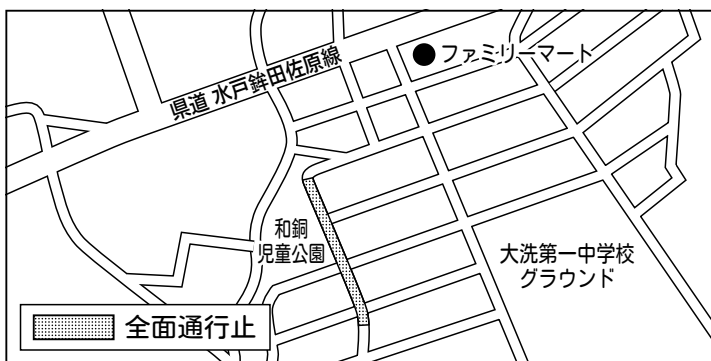 県道 水戸鉾田佐原線
ファミリーマート
和銅
児童公園
大洗第一中学校
グラウンド
全面通行止